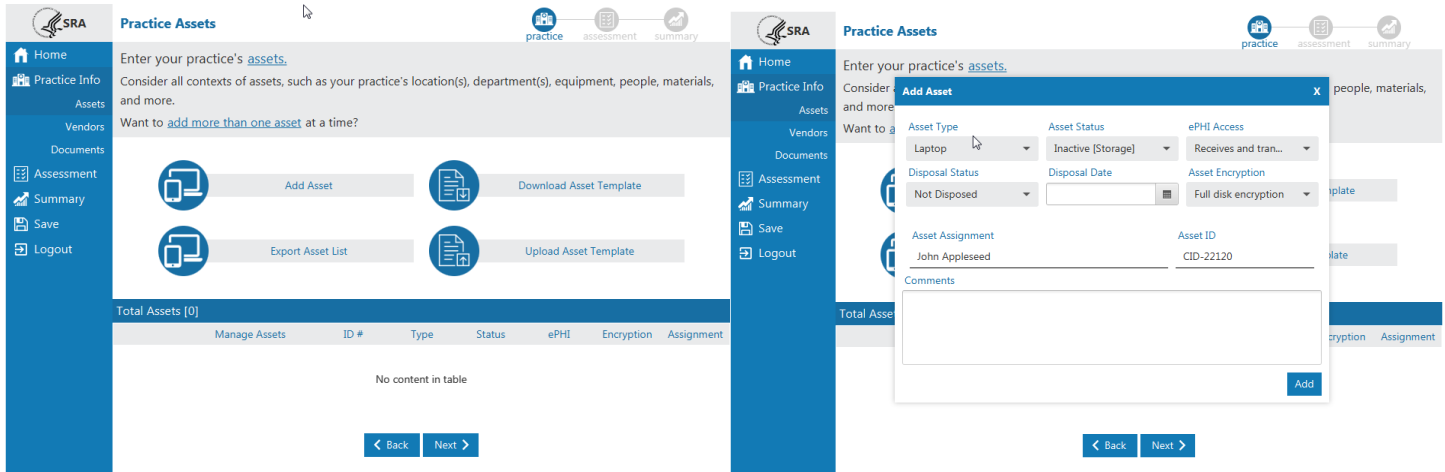 SRA
Practice Assets
practice
assessment
summary
Home
Practice Info
Assets
Vendors
Documents
Assessment
Summary
Save
Logout
Enter your practice's assets.
Consider all contexts of assets, such as your practice's location(s), department(s), equipment, people, materials,
and more.
Want to add more than one asset at a time?
Add Asset
Download Asset Template
Export Asset List
Upload Asset Template
Total Assets [0]
Manage Assets ID # Type Status ePHI Encryption Assignment
No content in table
Back
Next
SRA
Practice Assets
practice
assessment
summary
Home
Practice Info
Assets
Vendors
Documents
Assessment
Summary
Save
Logout
Enter your practice's assets.
Consider
people, materials,
and more
Want to
Add Asset X
Asset Type Asset Status ePHI Access
Laptop Inactive [Storage] Receives and tran...
Disposal Status Disposal Date Asset Encryption
Not Disposed Full disk encryption
Asset Assignment Asset ID
John Appleseed CID-22120
Comments
Add
Total Asse
Assignment
Back
Next